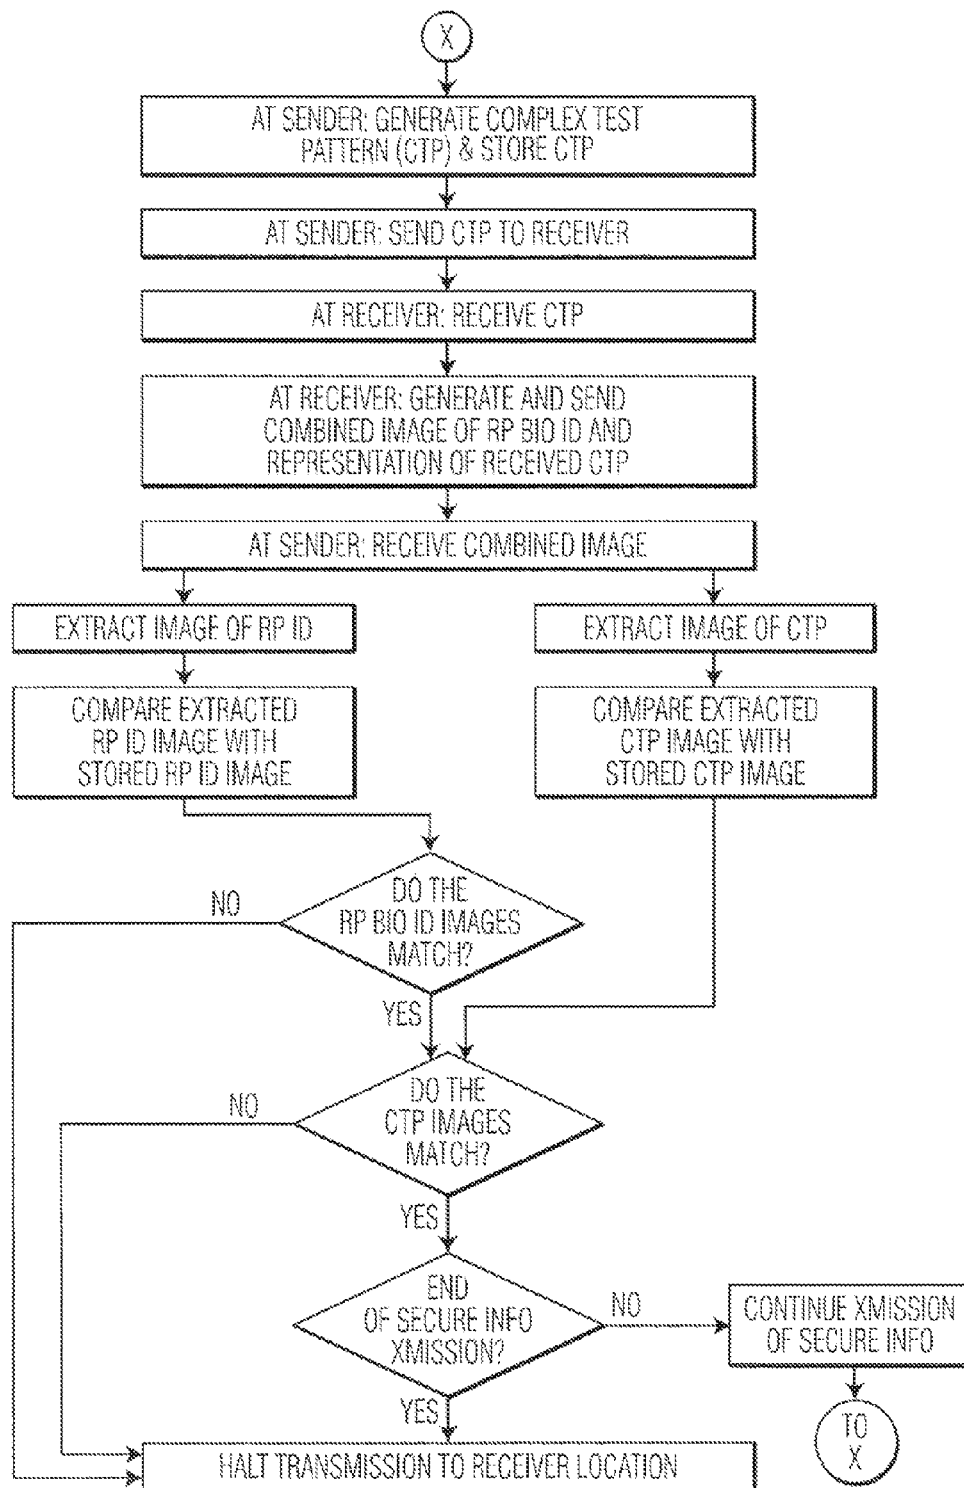 X
AT SENDER: GENERATE COMPLEX TEST
PATTERN (CTP) & STORE CTP
AT SENDER: SEND CTP TO RECEIVER
AT RECEIVER: RECEIVE CTP
AT RECEIVER: GENERATE AND SEND
COMBINED IMAGE OF RP BIO ID AND
REPRESENTATION OF RECEIVED CTP
AT SENDER: RECEIVE COMBINED IMAGE
EXTRACT IMAGE OF RP ID
EXTRACT IMAGE OF CTP
COMPARE EXTRACTED
RP ID IMAGE WITH
STORED RP ID IMAGE
COMPARE EXTRACTED
CTP IMAGE WITH
STORED CTP IMAGE
DO THE
RP BIO ID IMAGES
MATCH?
NO
YES
DO THE
CTP IMAGES
MATCH?
NO
YES
END
OF SECURE INFO
XMISSION?
NO
CONTINUE XMISSION
OF SECURE INFO
YES
TO
X
HALT TRANSMISSION TO RECEIVER LOCATION